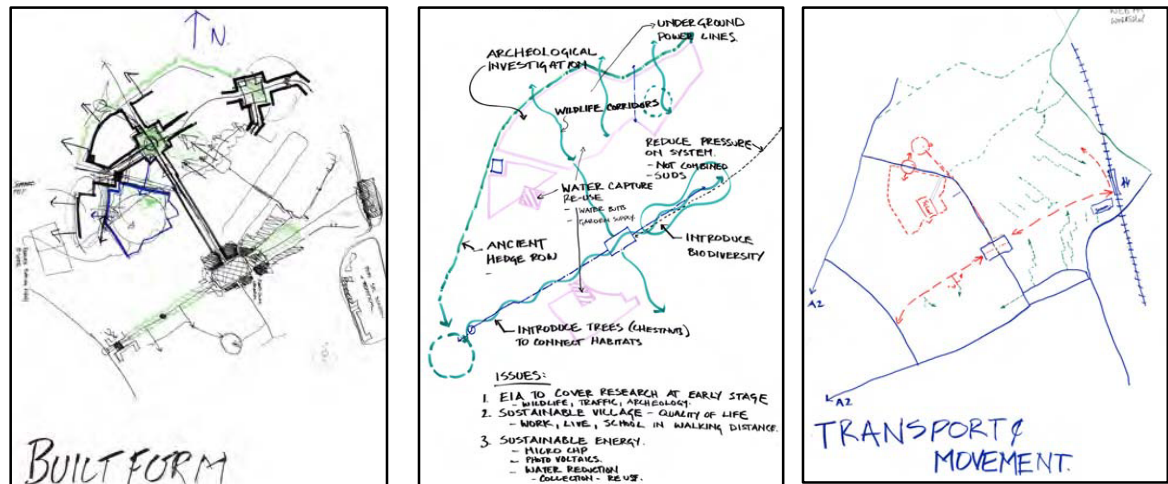 N.
BUILT FORM
UNDERGROUND
POWER LINES.
ARCHEOLOGICAL
INVESTIGATION
WILDLIFE CORRIDORS
REDUCE PRESSURE
ON SYSTEM.
- NOT COMBINED
- SUDS
WATER CAPTURE
RE-USE
- WATER BUTTS
- GARDEN SUPPLY
ANCIENT
HEDGE ROW
-
INTRODUCE
BIODIVERSITY
INTRODUCE TREES (CHESTNUTS)
TO CONNECT HABITATS
ISSUES:
1. EIA TO COVER RESEARCH AT EARLY STAGE
- WILDLIFE, TRAFFIC, ARCHEOLOGY.
2. SUSTAINABLE VILLAGE - QUALITY OF LIFE
- WORK, LIVE, SCHOOL IN WALKING DISTANCE.
3. SUSTAINABLE ENERGY.
- MICRO CHP
- PHOTO VOLTAICS.
- WATER REDUCTION
- COLLECTION - RE USE.
A2
A2
TRANSPORT &
MOVEMENT.